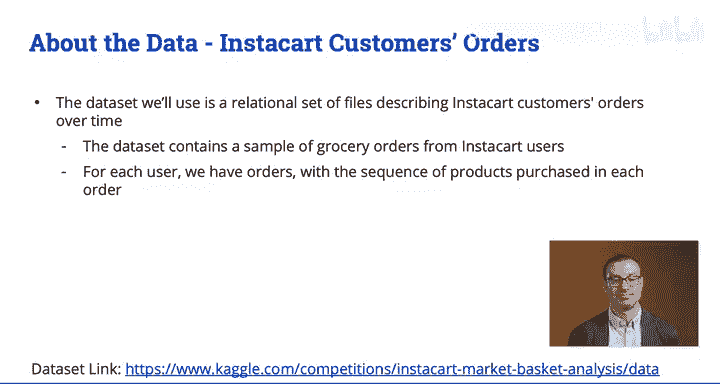 About the Data - Instacart Customers’ Orders
• The dataset we’ll use is a relational set of files describing Instacart customers' orders
over time
- The dataset contains a sample of grocery orders from Instacart users
- For each user, we have orders, with the sequence of products purchased in each
order
Dataset Link: https://www.kaggle.com/competitions/instacart-market-basket-analysis/data